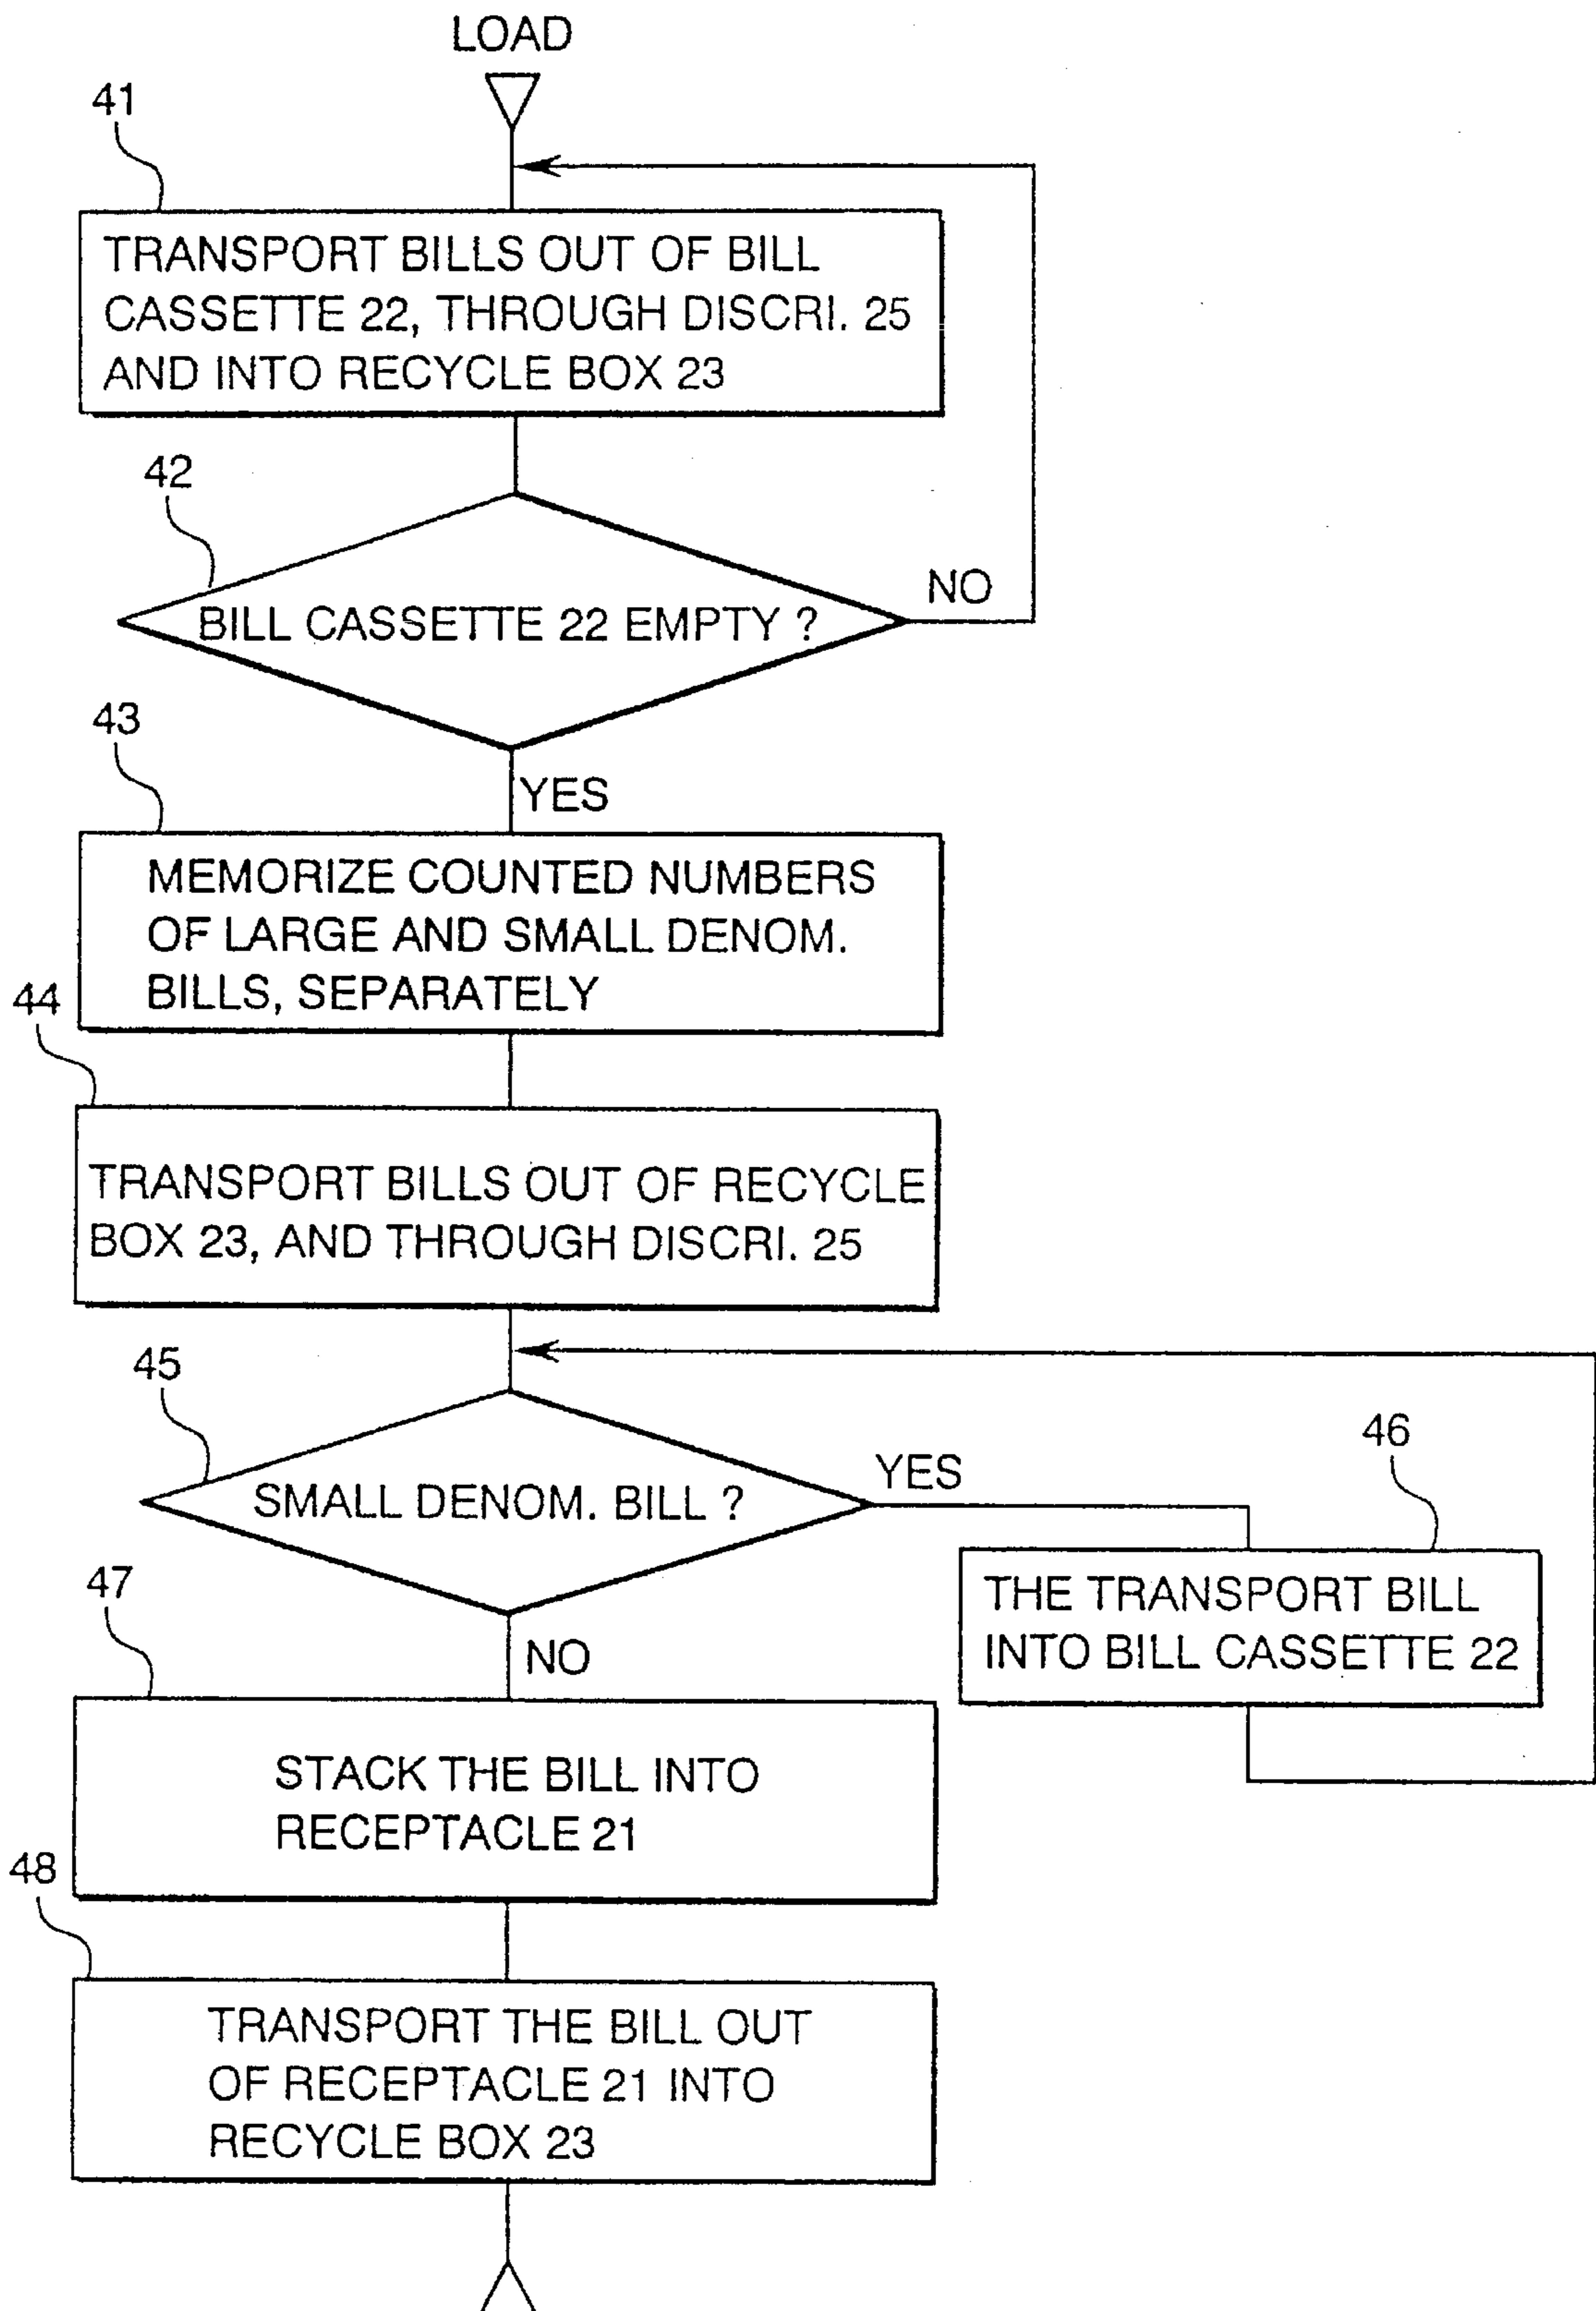 LOAD
41
TRANSPORT BILLS OUT OF BILL
CASSETTE 22, THROUGH DISCRI. 25
AND INTO RECYCLE BOX 23
42
BILL CASSETTE 22 EMPTY ?
NO
43
YES
MEMORIZE COUNTED NUMBERS
OF LARGE AND SMALL DENOM.
BILLS, SEPARATELY
44
TRANSPORT BILLS OUT OF RECYCLE
BOX 23, AND THROUGH DISCRI. 25
45
SMALL DENOM. BILL ?
YES
46
THE TRANSPORT BILL
INTO BILL CASSETTE 22
47
NO
STACK THE BILL INTO
RECEPTACLE 21
48
TRANSPORT THE BILL OUT
OF RECEPTACLE 21 INTO
RECYCLE BOX 23